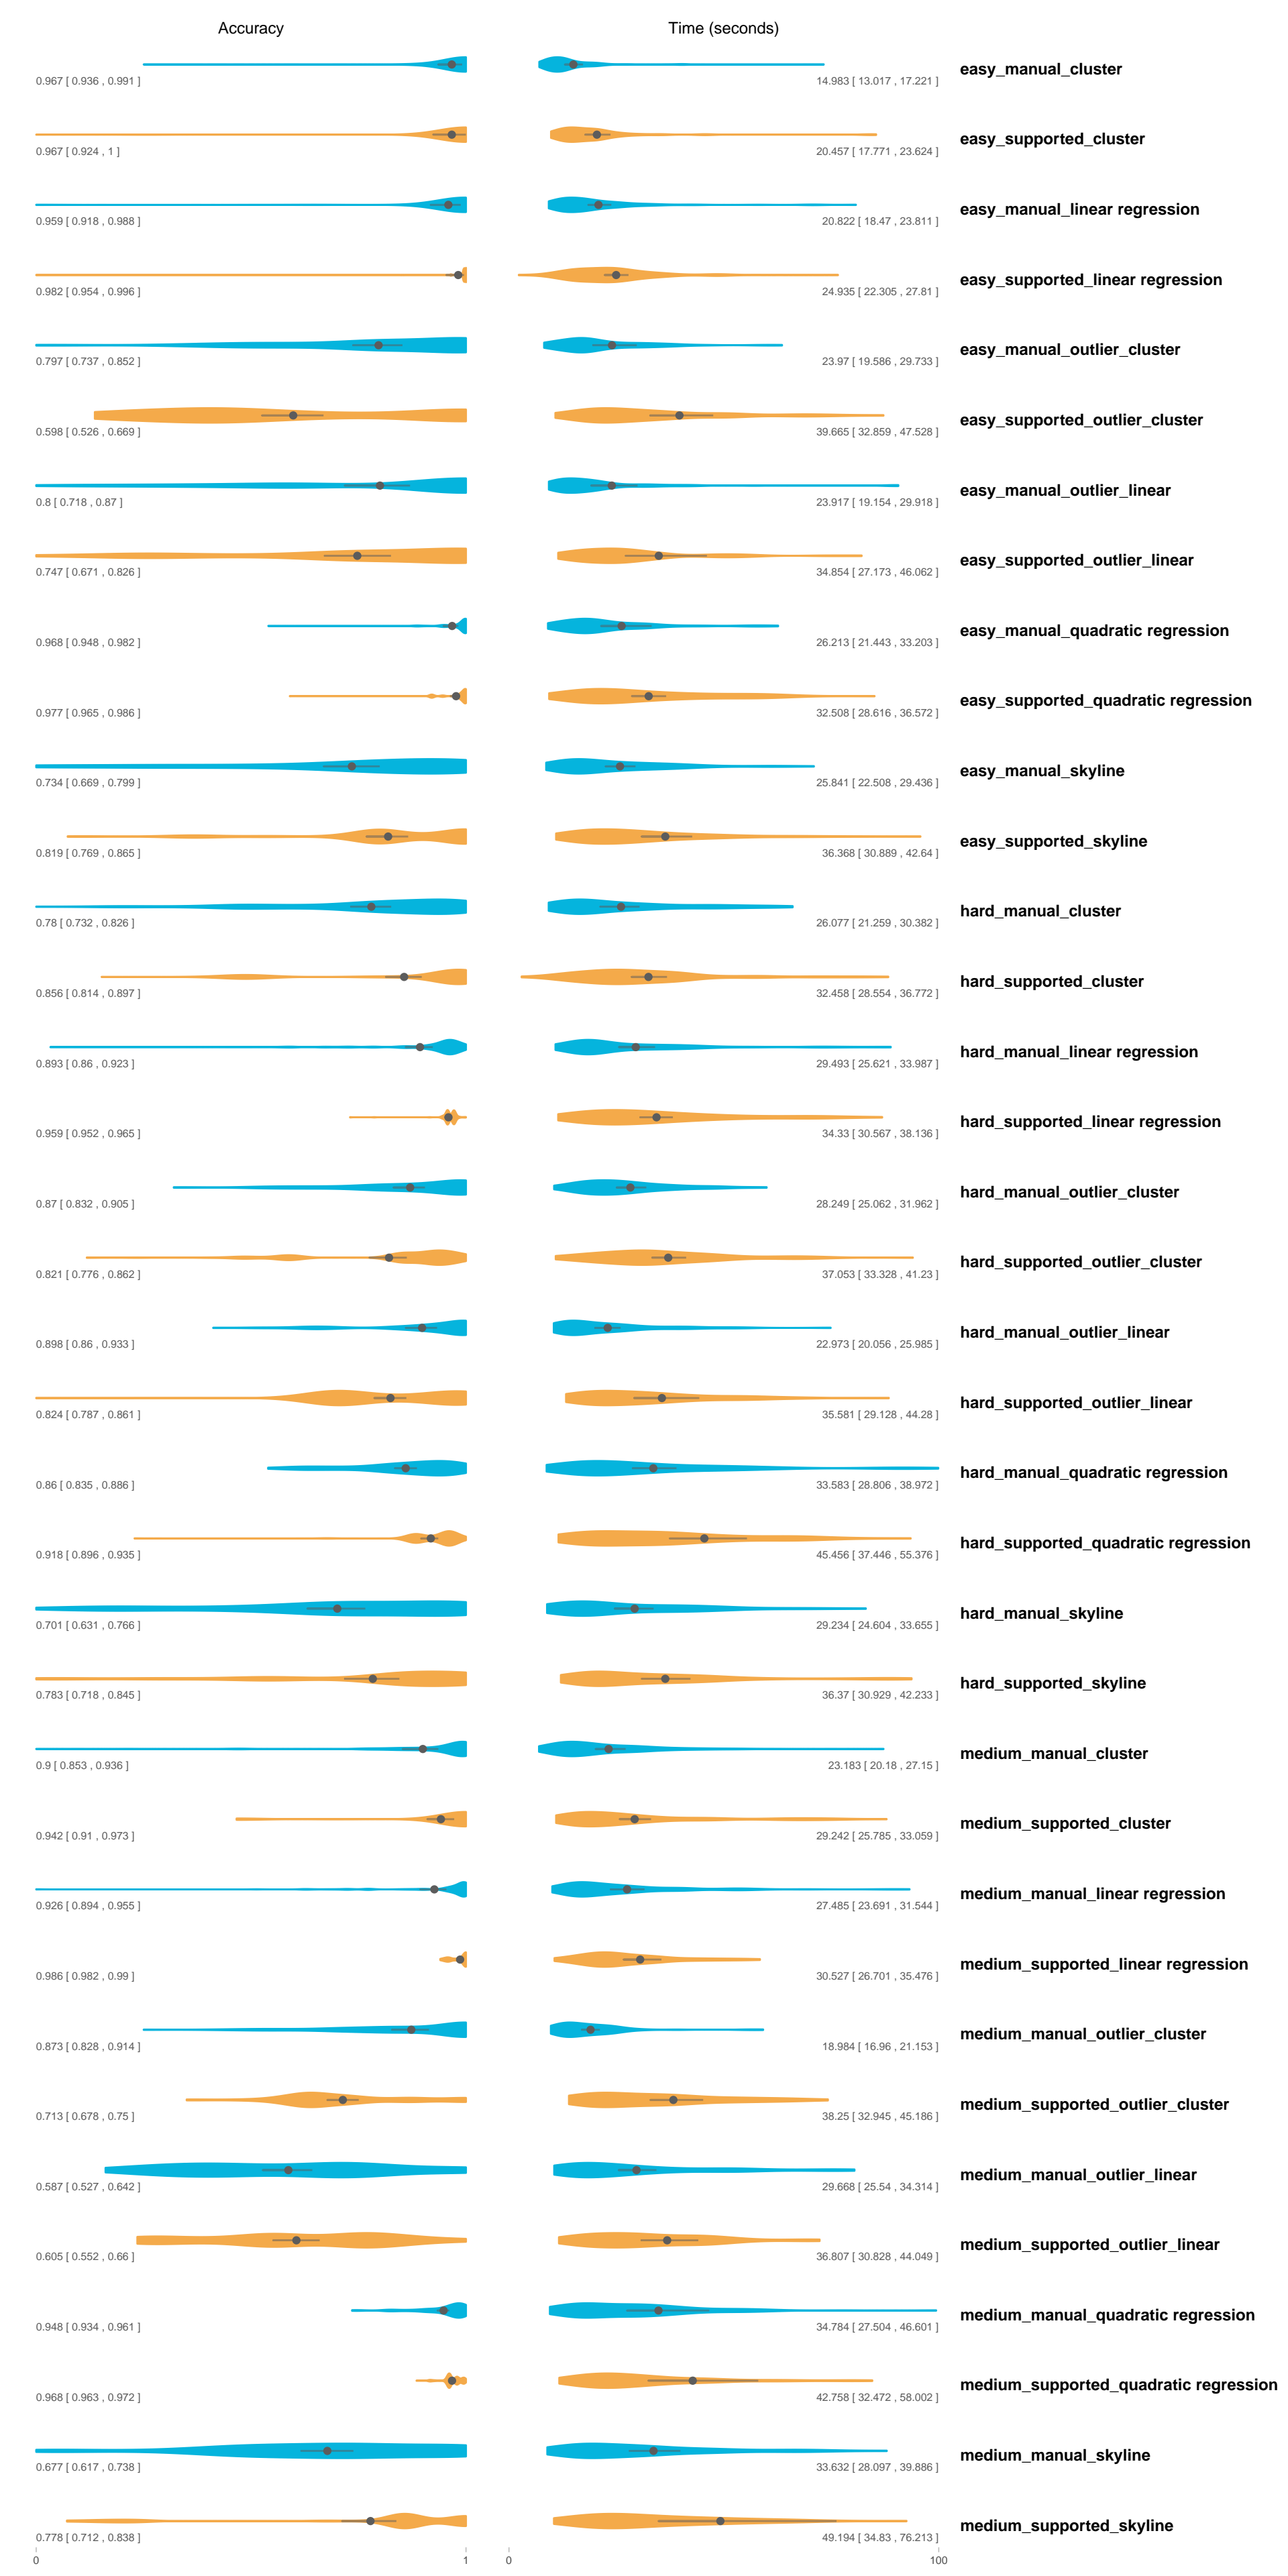 Accuracy Time (seconds)
easy_manual_cluster
0.967 [ 0.936 , 0.991 ] 14.983 [ 13.017 , 17.221 ]
easy_supported_cluster
0.967 [ 0.924 , 1 ] 20.457 [ 17.771 , 23.624 ]
easy_manual_linear regression
0.959 [ 0.918 , 0.988 ] 20.822 [ 18.47 , 23.811 ]
easy_supported_linear regression
0.982 [ 0.954 , 0.996 ] 24.935 [ 22.305 , 27.81 ]
easy_manual_outlier_cluster
0.797 [ 0.737 , 0.852 ] 23.97 [ 19.586 , 29.733 ]
easy_supported_outlier_cluster
0.598 [ 0.526 , 0.669 ] 39.665 [ 32.859 , 47.528 ]
easy_manual_outlier_linear
0.8 [ 0.718 , 0.87 ] 23.917 [ 19.154 , 29.918 ]
easy_supported_outlier_linear
0.747 [ 0.671 , 0.826 ] 34.854 [ 27.173 , 46.062 ]
easy_manual_quadratic regression
0.968 [ 0.948 , 0.982 ] 26.213 [ 21.443 , 33.203 ]
easy_supported_quadratic regression
0.977 [ 0.965 , 0.986 ] 32.508 [ 28.616 , 36.572 ]
easy_manual_skyline
0.734 [ 0.669 , 0.799 ] 25.841 [ 22.508 , 29.436 ]
easy_supported_skyline
0.819 [ 0.769 , 0.865 ] 36.368 [ 30.889 , 42.64 ]
hard_manual_cluster
0.78 [ 0.732 , 0.826 ] 26.077 [ 21.259 , 30.382 ]
hard_supported_cluster
0.856 [ 0.814 , 0.897 ] 32.458 [ 28.554 , 36.772 ]
hard_manual_linear regression
0.893 [ 0.86 , 0.923 ] 29.493 [ 25.621 , 33.987 ]
hard_supported_linear regression
0.959 [ 0.952 , 0.965 ] 34.33 [ 30.567 , 38.136 ]
hard_manual_outlier_cluster
0.87 [ 0.832 , 0.905 ] 28.249 [ 25.062 , 31.962 ]
hard_supported_outlier_cluster
0.821 [ 0.776 , 0.862 ] 37.053 [ 33.328 , 41.23 ]
hard_manual_outlier_linear
0.898 [ 0.86 , 0.933 ] 22.973 [ 20.056 , 25.985 ]
hard_supported_outlier_linear
0.824 [ 0.787 , 0.861 ] 35.581 [ 29.128 , 44.28 ]
hard_manual_quadratic regression
0.86 [ 0.835 , 0.886 ] 33.583 [ 28.806 , 38.972 ]
hard_supported_quadratic regression
0.918 [ 0.896 , 0.935 ] 45.456 [ 37.446 , 55.376 ]
hard_manual_skyline
0.701 [ 0.631 , 0.766 ] 29.234 [ 24.604 , 33.655 ]
hard_supported_skyline
0.783 [ 0.718 , 0.845 ] 36.37 [ 30.929 , 42.233 ]
medium_manual_cluster
0.9 [ 0.853 , 0.936 ] 23.183 [ 20.18 , 27.15 ]
medium_supported_cluster
0.942 [ 0.91 , 0.973 ] 29.242 [ 25.785 , 33.059 ]
medium_manual_linear regression
0.926 [ 0.894 , 0.955 ] 27.485 [ 23.691 , 31.544 ]
medium_supported_linear regression
0.986 [ 0.982 , 0.99 ] 30.527 [ 26.701 , 35.476 ]
medium_manual_outlier_cluster
0.873 [ 0.828 , 0.914 ] 18.984 [ 16.96 , 21.153 ]
medium_supported_outlier_cluster
0.713 [ 0.678 , 0.75 ] 38.25 [ 32.945 , 45.186 ]
medium_manual_outlier_linear
0.587 [ 0.527 , 0.642 ] 29.668 [ 25.54 , 34.314 ]
medium_supported_outlier_linear
0.605 [ 0.552 , 0.66 ] 36.807 [ 30.828 , 44.049 ]
medium_manual_quadratic regression
0.948 [ 0.934 , 0.961 ] 34.784 [ 27.504 , 46.601 ]
medium_supported_quadratic regression
0.968 [ 0.963 , 0.972 ] 42.758 [ 32.472 , 58.002 ]
medium_manual_skyline
0.677 [ 0.617 , 0.738 ] 33.632 [ 28.097 , 39.886 ]
medium_supported_skyline
0.778 [ 0.712 , 0.838 ] 49.194 [ 34.83 , 76.213 ]
0 1 0 100